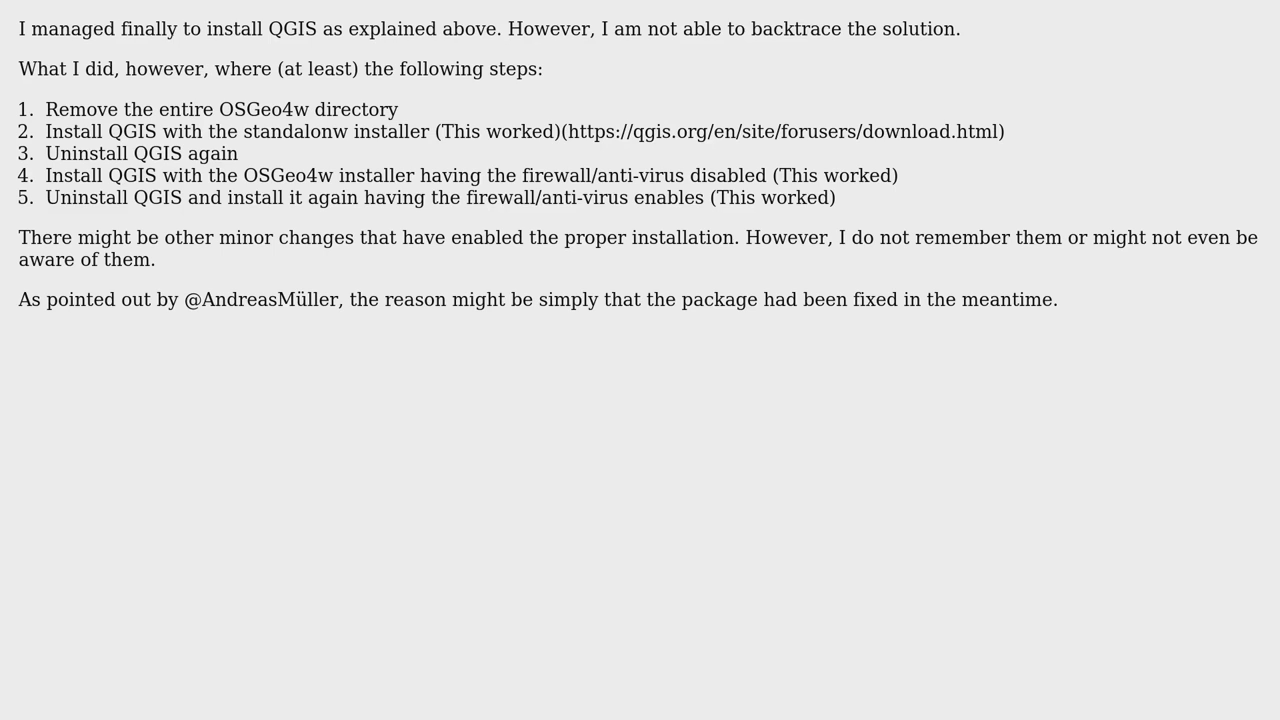 I managed finally to install QGIS as explained above. However, I am not able to backtrace the solution.
What I did, however, where (at least) the following steps:
1. Remove the entire OSGeo4w directory
2. Install QGIS with the standalonw installer (This worked)(https://qgis.org/en/site/forusers/download.html)
3. Uninstall QGIS again
4. Install QGIS with the OSGeo4w installer having the firewall/anti-virus disabled (This worked)
5. Uninstall QGIS and install it again having the firewall/anti-virus enables (This worked)
There might be other minor changes that have enabled the proper installation. However, I do not remember them or might not even be
aware of them.
As pointed out by @AndreasMüller, the reason might be simply that the package had been fixed in the meantime.